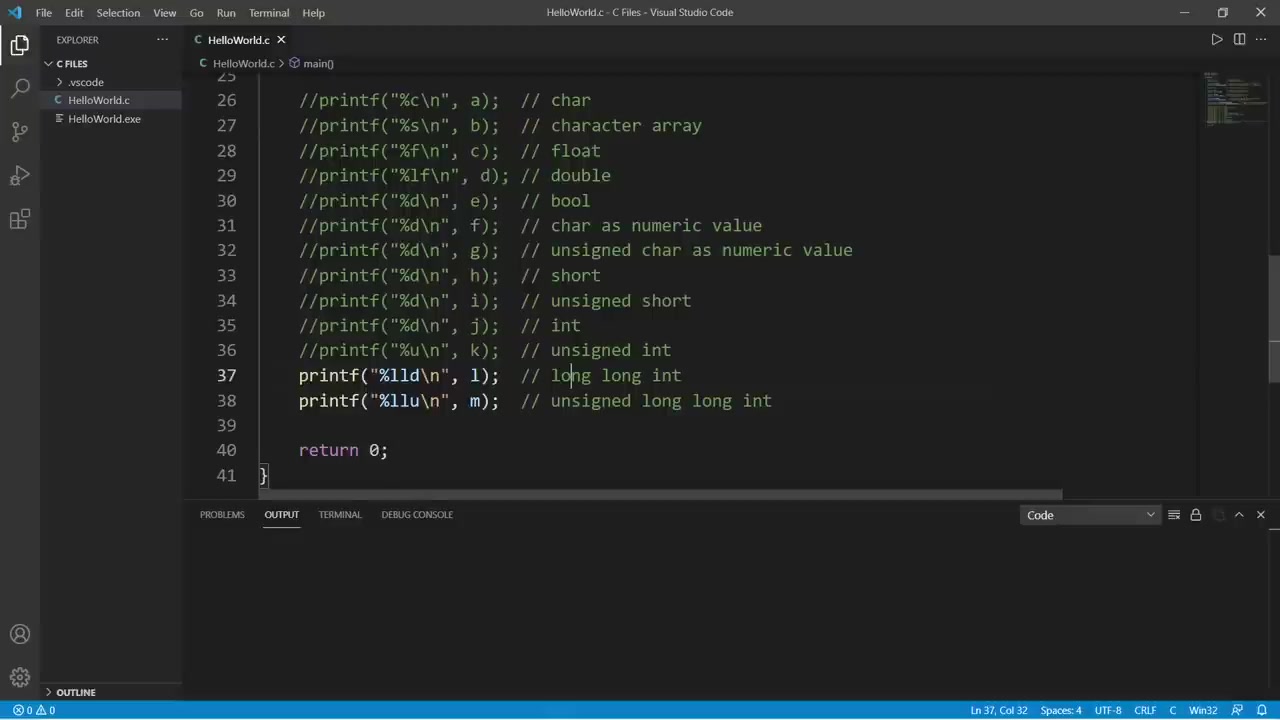 File Edit Selection View Go Run Terminal Help HelloWorld.c - C Files - Visual Studio Code
EXPLORER
C FILES
.vscode
HelloWorld.c
HelloWorld.exe
OUTLINE
HelloWorld.c
HelloWorld.c > main()
25
26 //printf("%c\n", a); // char
27 //printf("%s\n", b); // character array
28 //printf("%f\n", c); // float
29 //printf("%lf\n", d); // double
30 //printf("%d\n", e); // bool
31 //printf("%d\n", f); // char as numeric value
32 //printf("%d\n", g); // unsigned char as numeric value
33 //printf("%d\n", h); // short
34 //printf("%d\n", i); // unsigned short
35 //printf("%d\n", j); // int
36 //printf("%u\n", k); // unsigned int
37 printf("%lld\n", l); // long long int
38 printf("%llu\n", m); // unsigned long long int
39
40 return 0;
41 }
PROBLEMS OUTPUT TERMINAL DEBUG CONSOLE Code
0 0 Ln 37, Col 32 Spaces: 4 UTF-8 CRLF C Win32